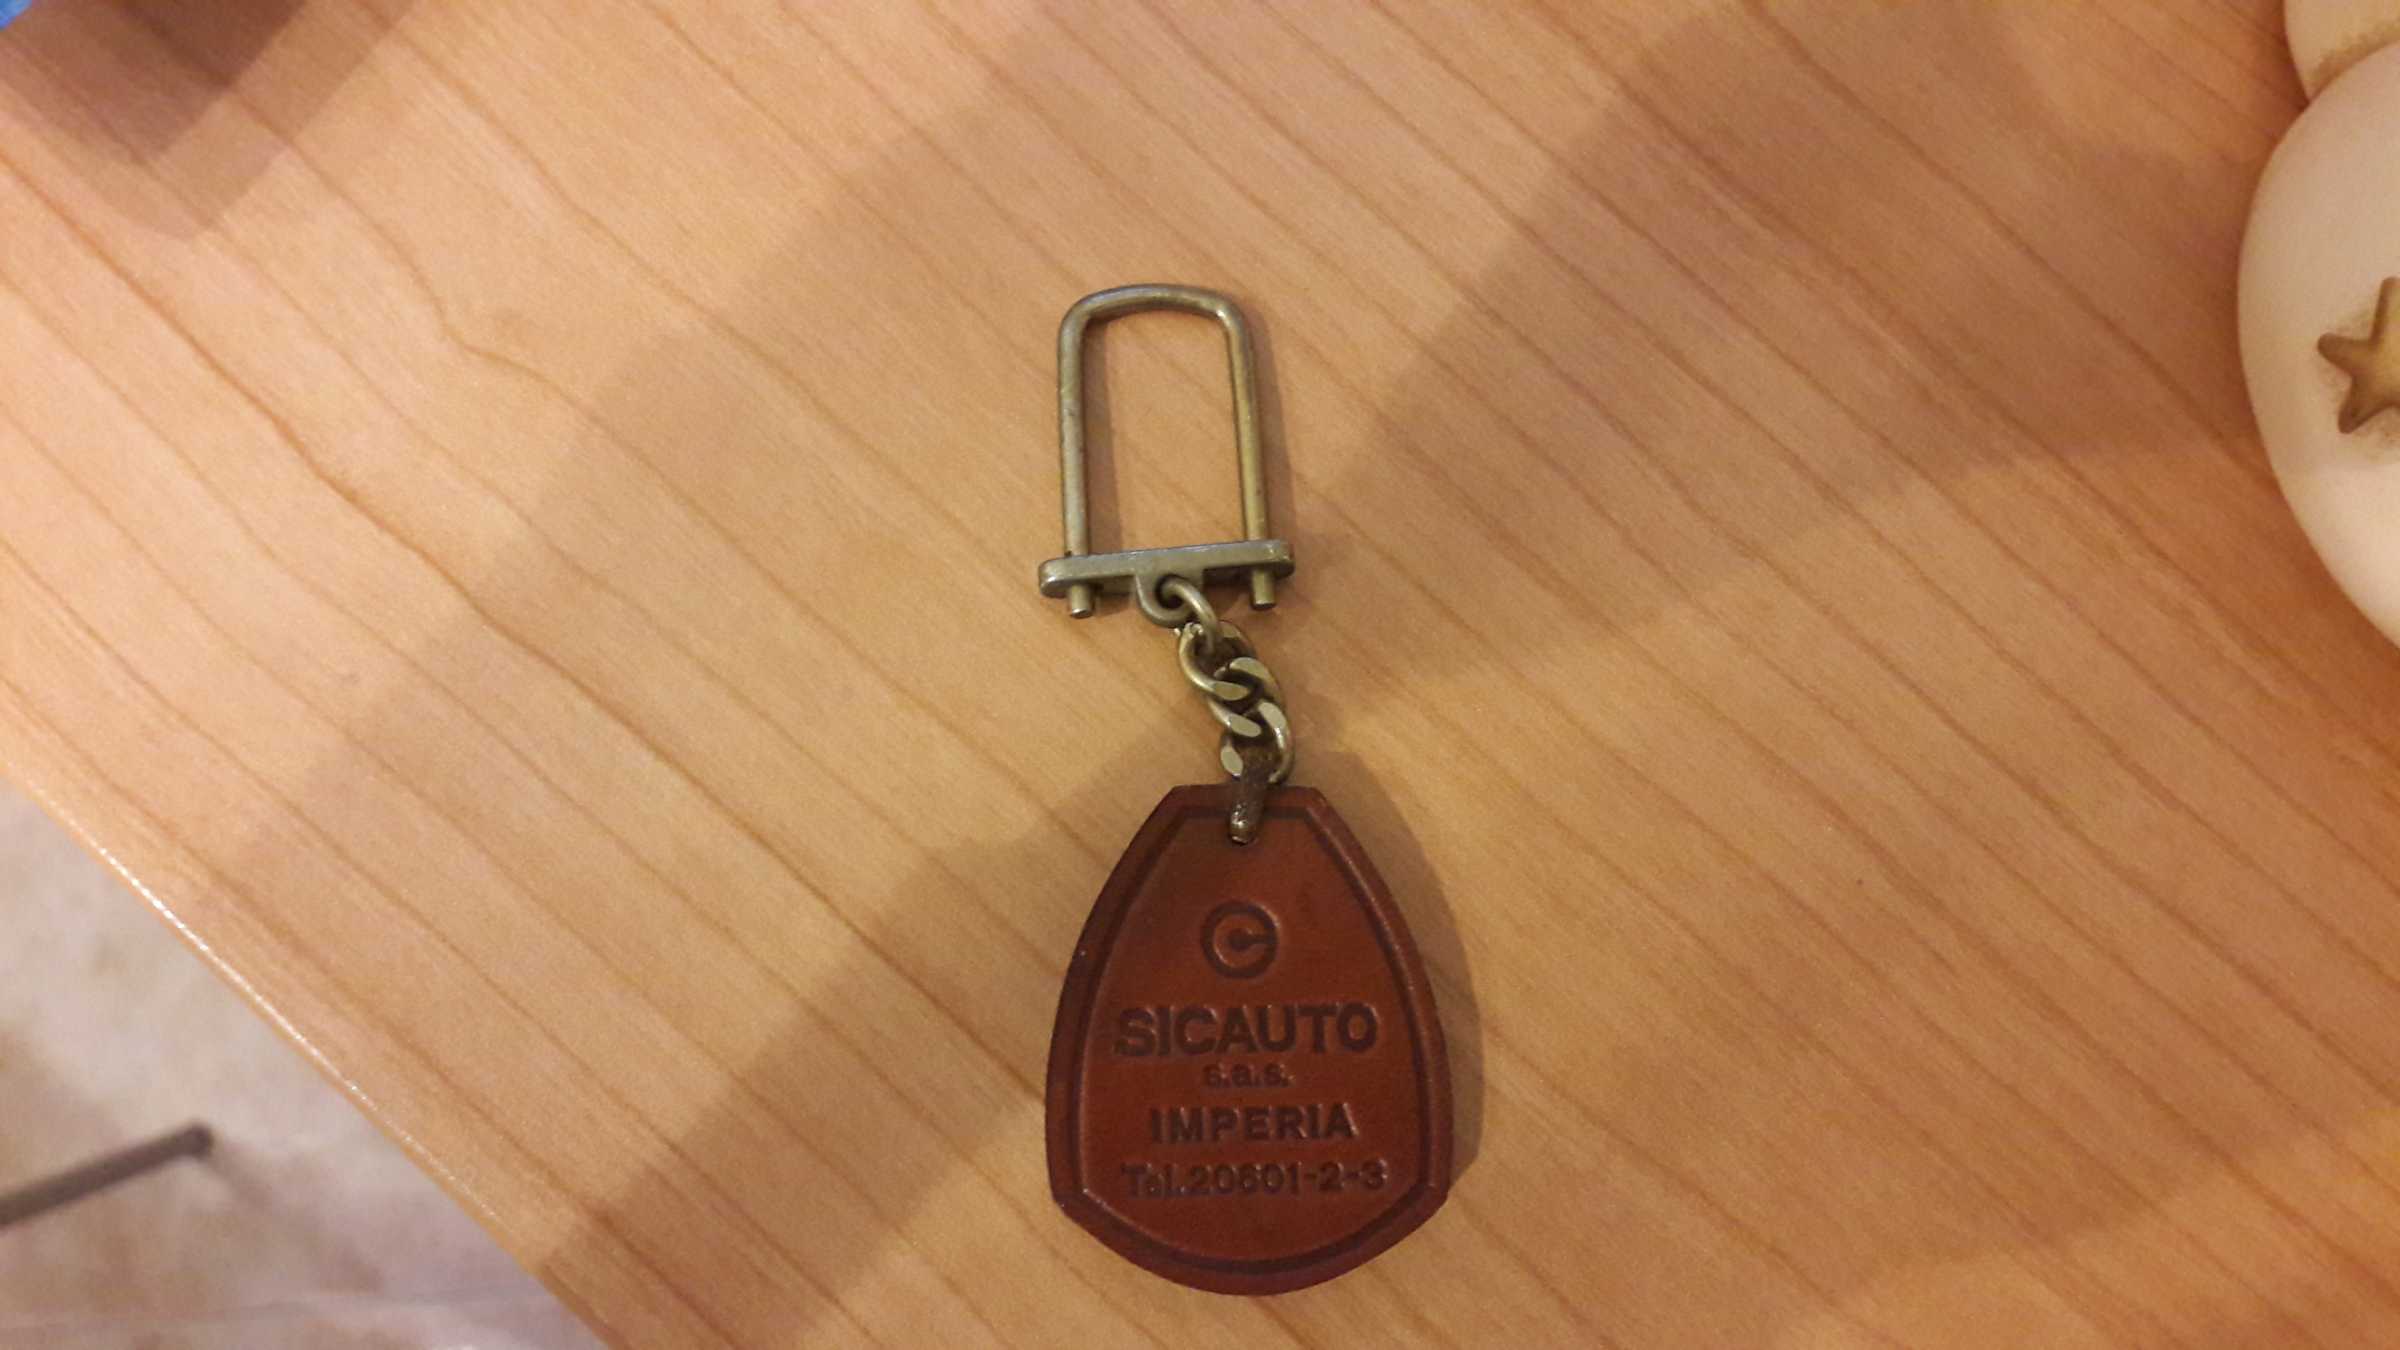 SICAUTO
s.a.s.
IMPERIA
Tel.20601-2-3